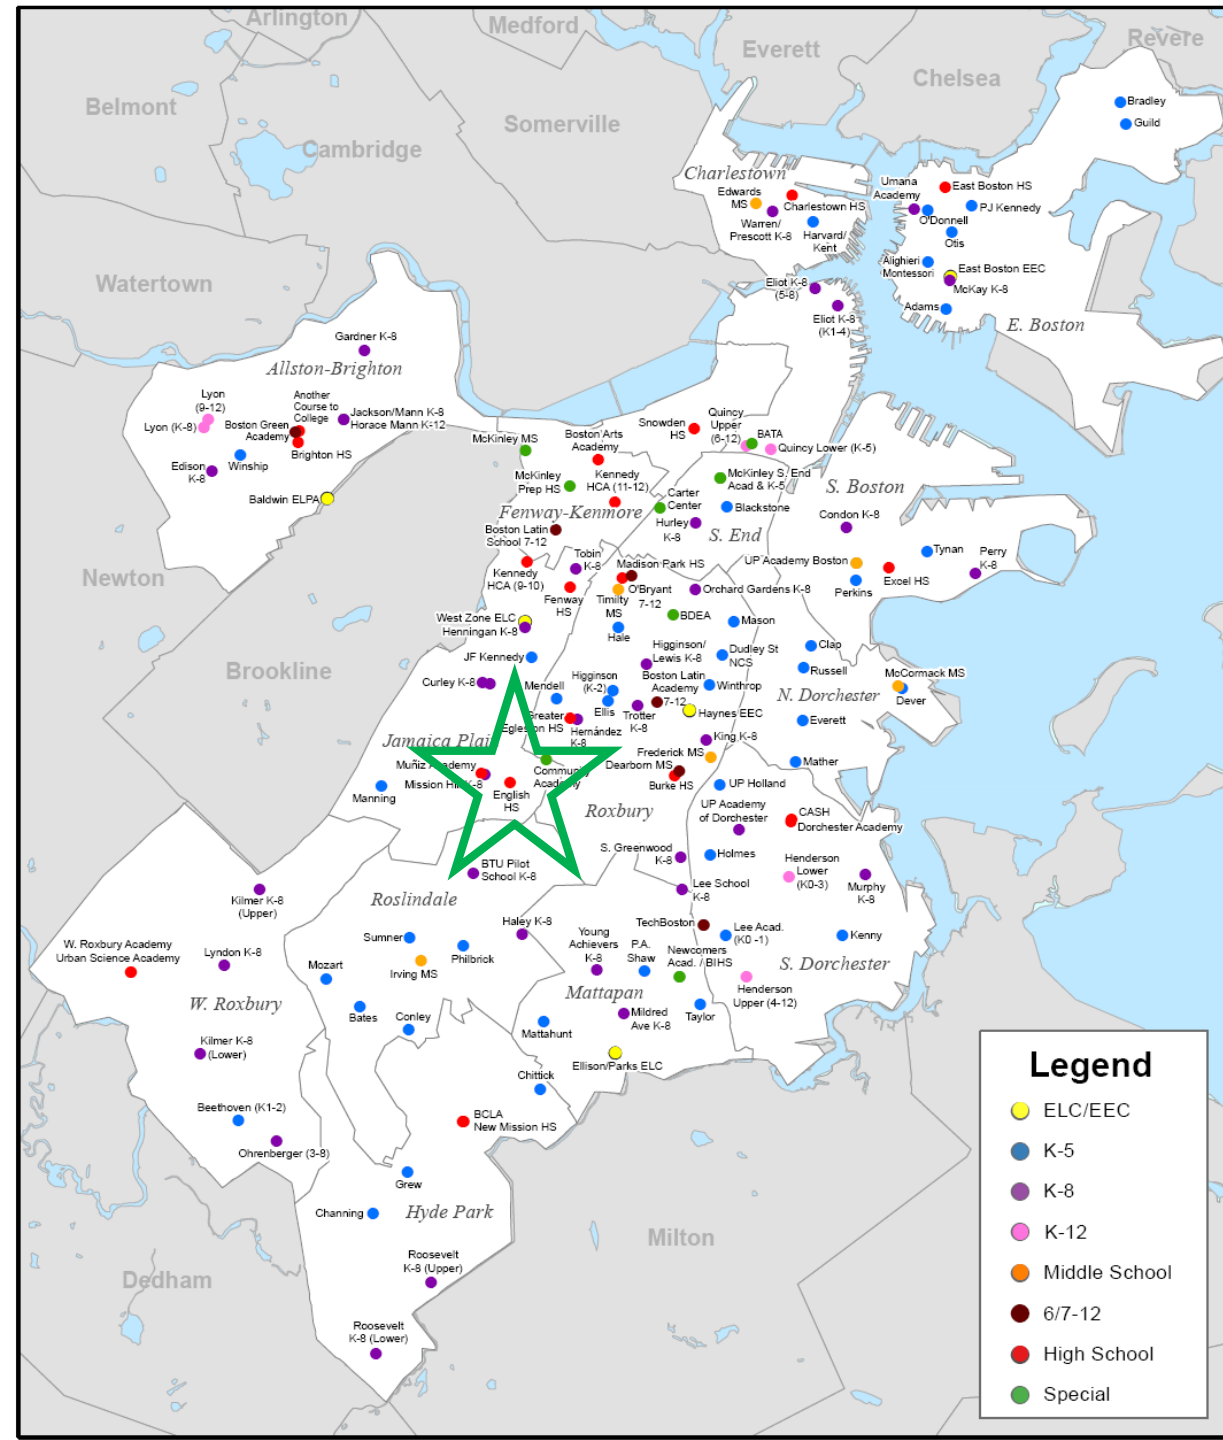 Arlington
Medford
Everett
Revere
Belmont
Chelsea
Somerville
Cambridge
Watertown
Newton
Brookline
Dedham
Milton
Bradley
Guild
Charlestown
Edwards
MS
Charlestown HS
Warren/
Prescott K-8
Harvard/
Kent
Umana
Academy
East Boston HS
PJ Kennedy
O'Donnell
Otis
Alighieri
Montessori
East Boston EEC
McKay K-8
Adams
E. Boston
Eliot K-8
(5-8)
Eliot K-8
(K1-4)
Gardner K-8
Allston-Brighton
Lyon
(9-12)
Lyon (K-8)
Another
Course to
College
Boston Green
Academy
Jackson/Mann K-8
Horace Mann K-12
Brighton HS
Winship
Edison
K-8
Baldwin ELPA
McKinley MS
Boston Arts
Academy
Snowden
HS
Quincy
Upper
(6-12)
BATA
Quincy Lower (K-5)
McKinley
Prep HS
Kennedy
HCA (11-12)
McKinley S. End
Acad & K-5
Carter
Center
Blackstone
Fenway-Kenmore
Hurley
K-8
S. End
Boston Latin
School 7-12
S. Boston
Condon K-8
Tynan
Perry
K-8
UP Academy Boston
Excel HS
Perkins
Tobin
K-8
Madison Park HS
Kennedy
HCA (9-10)
Fenway
HS
O'Bryant
7-12
Timilty
MS
Orchard Gardens K-8
BDEA
Mason
Hale
West Zone ELC
Hennigan K-8
JF Kennedy
Higginson/
Lewis K-8
Dudley St
NCS
Clap
Russell
McCormack MS
Dever
N. Dorchester
Curley K-8
Mendell
Higginson
(K-2)
Ellis
Boston Latin
Academy
7-12
Winthrop
Trotter
K-8
Haynes EEC
Everett
Greater
Egleston HS
Hernández
K-8
King K-8
Jamaica Plain
Frederick MS
Dearborn MS
Burke HS
Mather
Muñiz Academy
Mission Hill K-8
English
HS
Community
Academy
Manning
UP Holland
Roxbury
UP Academy
of Dorchester
CASH
Dorchester Academy
S. Greenwood
K-8
Holmes
Henderson
Lower
(K0-3)
Murphy
K-8
BTU Pilot
School K-8
Lee School
K-8
Kilmer K-8
(Upper)
Roslindale
Haley K-8
TechBoston
Lee Acad.
(K0 -1)
Kenny
Sumner
Philbrick
Young
Achievers
K-8
P.A.
Shaw
Newcomers
Acad. / BIHS
S. Dorchester
W. Roxbury Academy
Urban Science Academy
Lyndon K-8
Mozart
Irving MS
Henderson
Upper (4-12)
W. Roxbury
Mattapan
Bates
Conley
Mildred
Ave K-8
Taylor
Mattahunt
Kilmer K-8
(Lower)
Ellison/Parks ELC
Chittick
Beethoven (K1-2)
BCLA
New Mission HS
Ohrenberger (3-8)
Grew
Channing
Hyde Park
Roosevelt
K-8 (Upper)
Roosevelt
K-8 (Lower)
Legend
ELC/EEC
K-5
K-8
K-12
Middle School
6/7-12
High School
Special